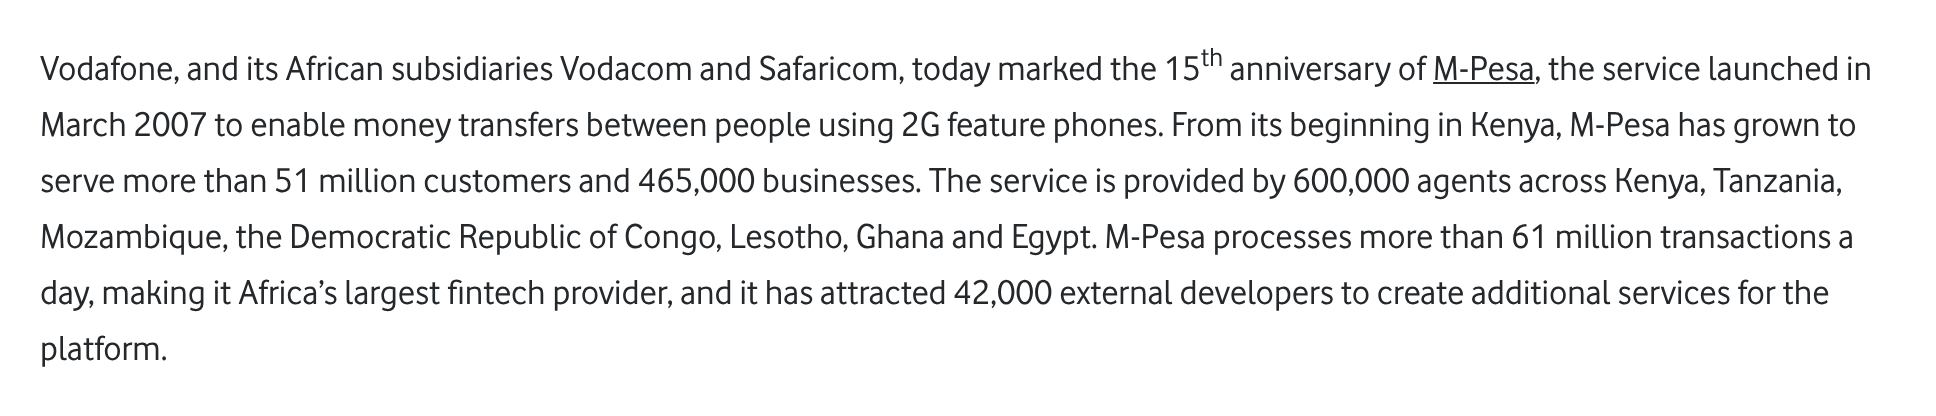 Vodafone, and its African subsidiaries Vodacom and Safaricom, today marked the 15th anniversary of M-Pesa, the service launched in
March 2007 to enable money transfers between people using 2G feature phones. From its beginning in Kenya, M-Pesa has grown to
serve more than 51 million customers and 465,000 businesses. The service is provided by 600,000 agents across Kenya, Tanzania,
Mozambique, the Democratic Republic of Congo, Lesotho, Ghana and Egypt. M-Pesa processes more than 61 million transactions a
day, making it Africa’s largest fintech provider, and it has attracted 42,000 external developers to create additional services for the
platform.